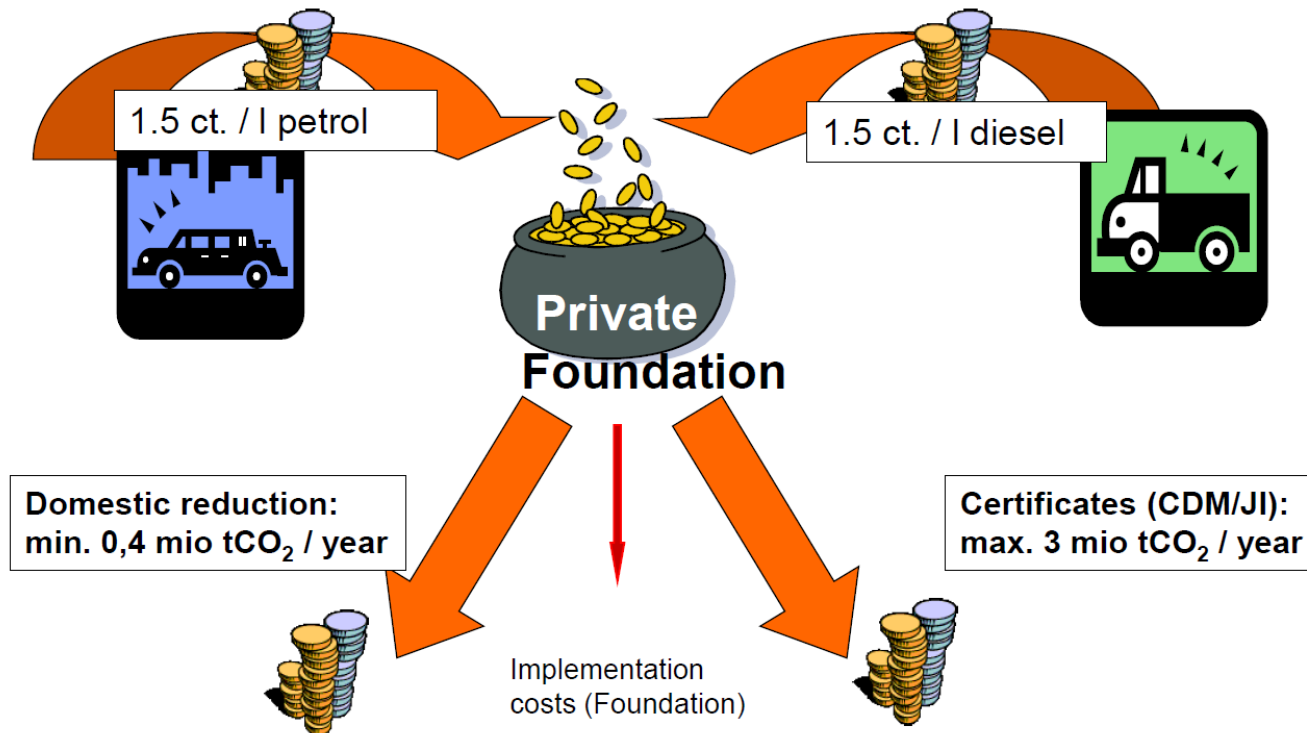 1.5 ct. / l petrol
1.5 ct. / l diesel
Private
Foundation
Domestic reduction:
min. 0,4 mio tCO₂ / year
Certificates (CDM/JI):
max. 3 mio tCO₂ / year
Implementation
costs (Foundation)